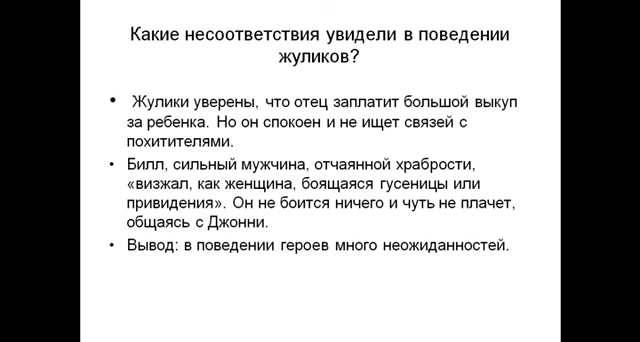 Какие несоответствия увидели в поведении
жуликов?
• Жулики уверены, что отец заплатит большой выкуп
за ребенка. Но он спокоен и не ищет связей с
похитителями.
• Билл, сильный мужчина, отчаянной храбрости,
«визжал, как женщина, боящаяся гусеницы или
привидения». Он не боится ничего и чуть не плачет,
общаясь с Джонни.
• Вывод: в поведении героев много неожиданностей.